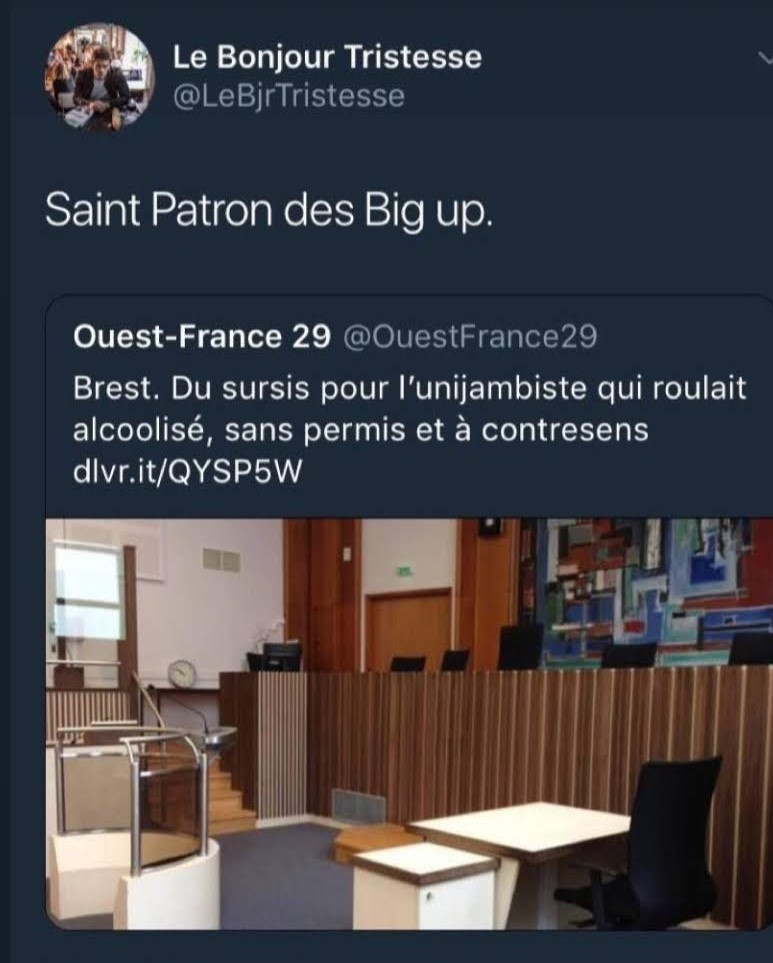 Le Bonjour Tristesse
@LeBjrTristesse
Saint Patron des Big up.
Ouest-France 29 @OuestFrance29
Brest. Du sursis pour l'unijambiste qui roulait
alcoolisé, sans permis et à contresens
dlvr.it/QYSP5W